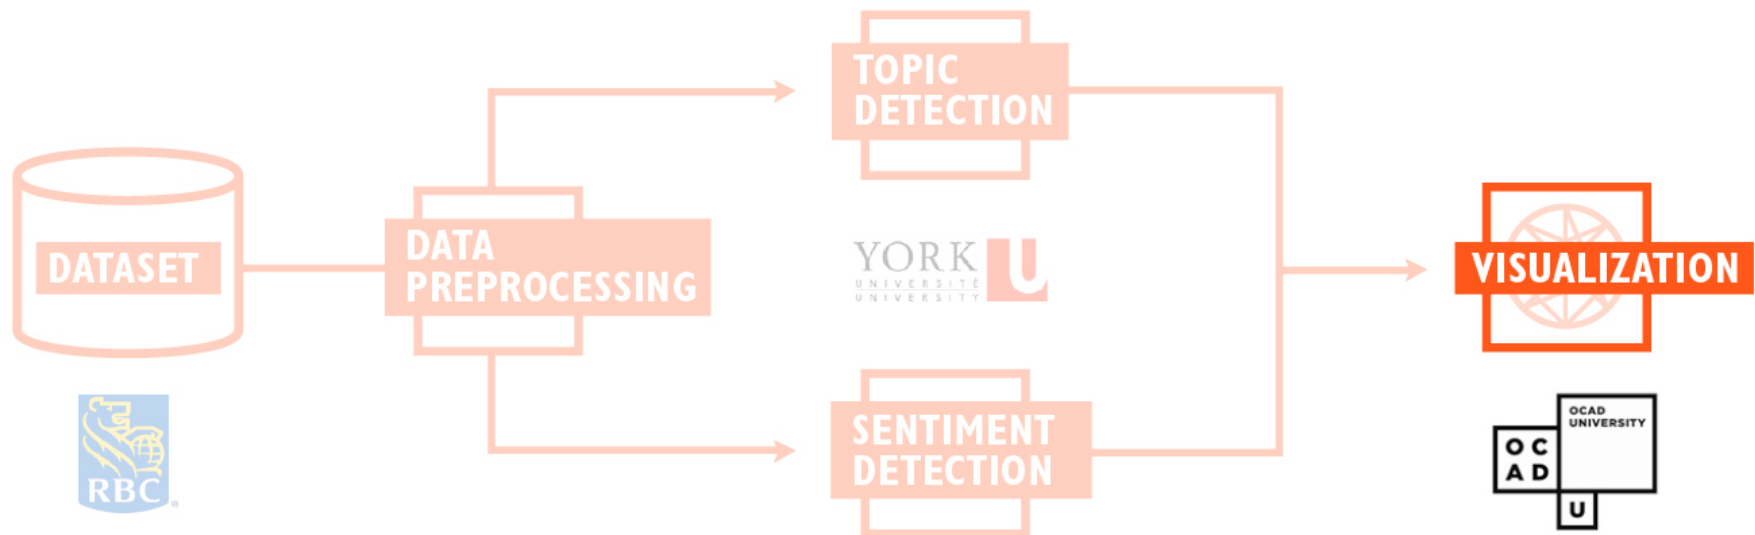 TOPIC
DETECTION
DATASET
DATA
PREPROCESSING
YORK
UNIVERSITÉ
UNIVERSITY
U
VISUALIZATION
SENTIMENT
DETECTION
RBC
®
OCAD
UNIVERSITY
O C
A D
U